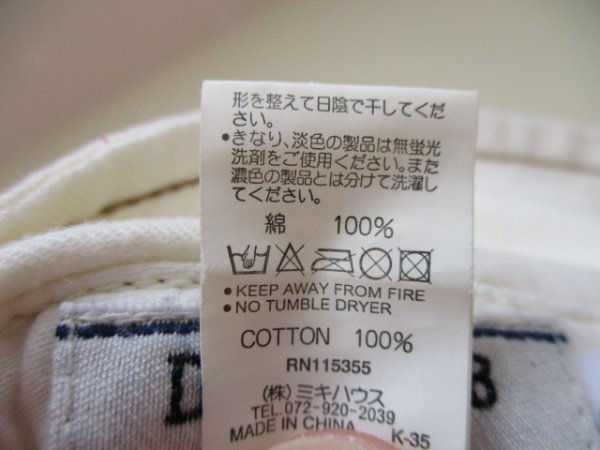 形を整えて日陰で干してくだ
さい。
•きなり、淡色の製品は無蛍光
洗剤をご使用ください。また
濃色の製品とは分けて洗濯し
てください。
綿 100%
• KEEP AWAY FROM FIRE
• NO TUMBLE DRYER
COTTON 100%
RN115355
(株)ミキハウス
TEL.072-920-2039
MADE IN CHINA K-35
D
B